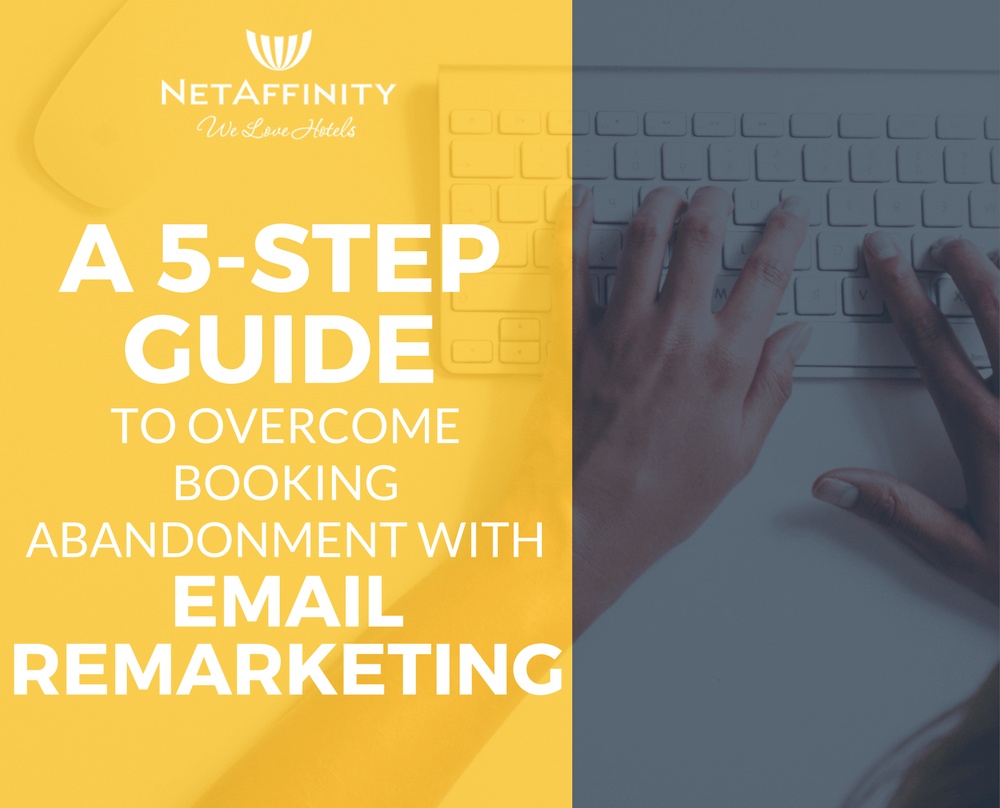 NETAFFINITY
We Love Hotels
A 5-STEP
GUIDE
TO OVERCOME
BOOKING
ABANDONMENT WITH
EMAIL
REMARKETING
M
V
X